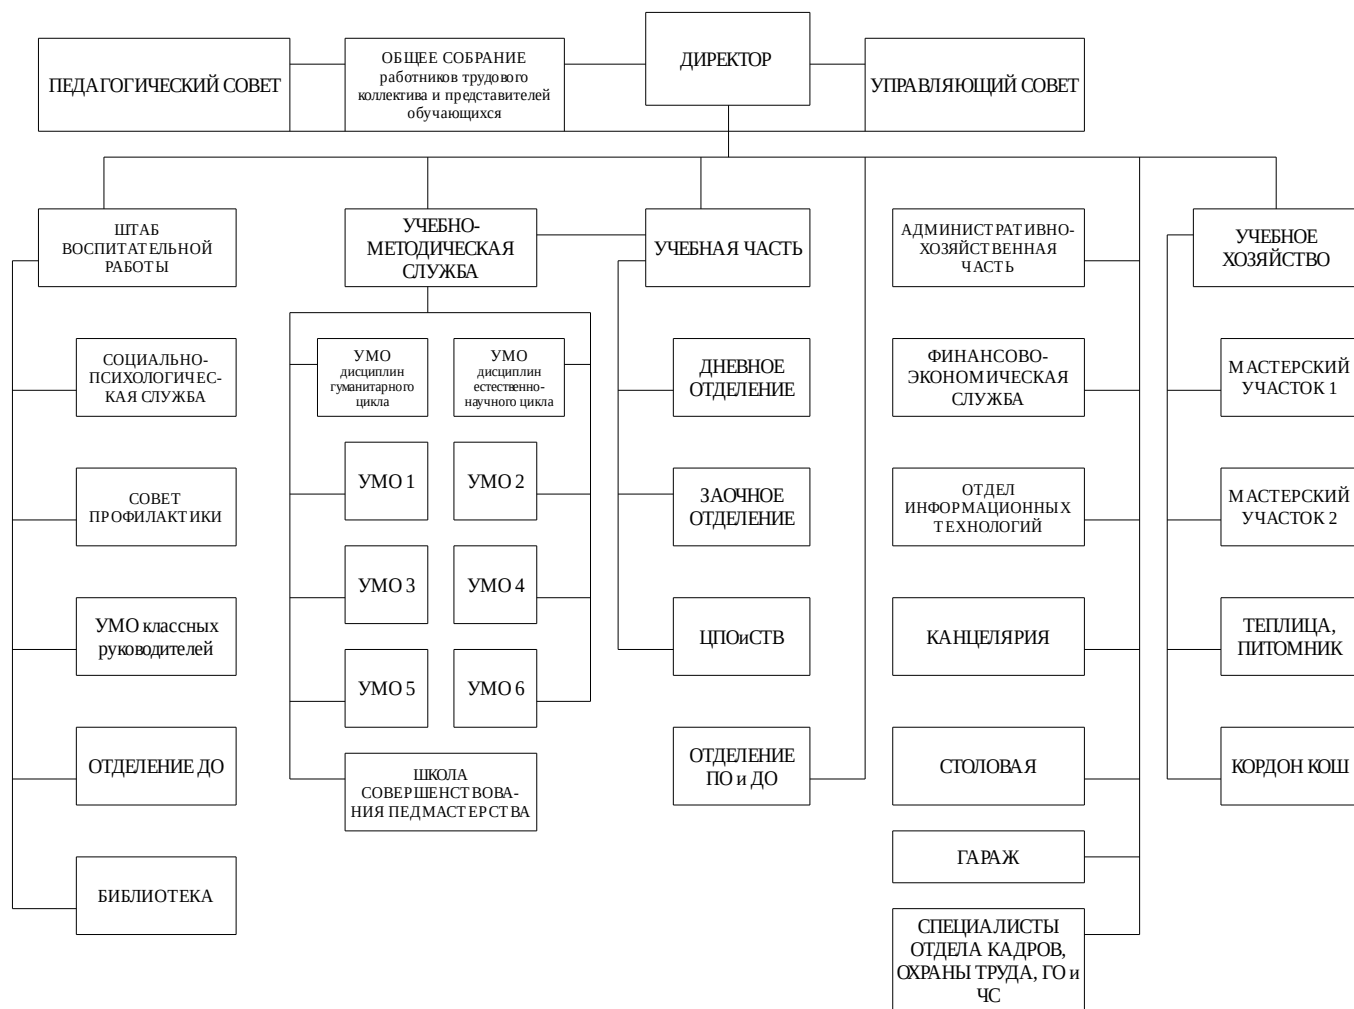 ПЕДАГОГИЧЕСКИЙ СОВЕТ
ОБЩЕЕ СОБРАНИЕ
работников трудового
коллектива и представителей
обучающихся
ДИРЕКТОР
УПРАВЛЯЮЩИЙ СОВЕТ
ШТАБ
ВОСПИТАТЕЛЬНОЙ
РАБОТЫ
УЧЕБНО-
МЕТОДИЧЕСКАЯ
СЛУЖБА
УЧЕБНАЯ ЧАСТЬ
АДМИНИСТРАТИВНО-
ХОЗЯЙСТВЕННАЯ
ЧАСТЬ
УЧЕБНОЕ
ХОЗЯЙСТВО
СОЦИАЛЬНО-
ПСИХОЛОГИЧЕС-
КАЯ СЛУЖБА
УМО
дисциплин
гуманитарного
цикла
УМО
дисциплин
естественно-
научного цикла
ДНЕВНОЕ
ОТДЕЛЕНИЕ
ФИНАНСОВО-
ЭКОНОМИЧЕСКАЯ
СЛУЖБА
МАСТЕРСКИЙ
УЧАСТОК 1
СОВЕТ
ПРОФИЛАКТИКИ
УМО 1
УМО 2
ЗАОЧНОЕ
ОТДЕЛЕНИЕ
ОТДЕЛ
ИНФОРМАЦИОННЫХ
ТЕХНОЛОГИЙ
МАСТЕРСКИЙ
УЧАСТОК 2
УМО классных
руководителей
УМО 3
УМО 4
ЦПОиСТВ
КАНЦЕЛЯРИЯ
ТЕПЛИЦА,
ПИТОМНИК
ОТДЕЛЕНИЕ ДО
УМО 5
УМО 6
ОТДЕЛЕНИЕ
ПО и ДО
СТОЛОВАЯ
КОРДОН КОШ
ШКОЛА
СОВЕРШЕНСТВОВА-
НИЯ ПЕДМАСТЕРСТВА
ГАРАЖ
БИБЛИОТЕКА
СПЕЦИАЛИСТЫ
ОТДЕЛА КАДРОВ,
ОХРАНЫ ТРУДА, ГО и
ЧС